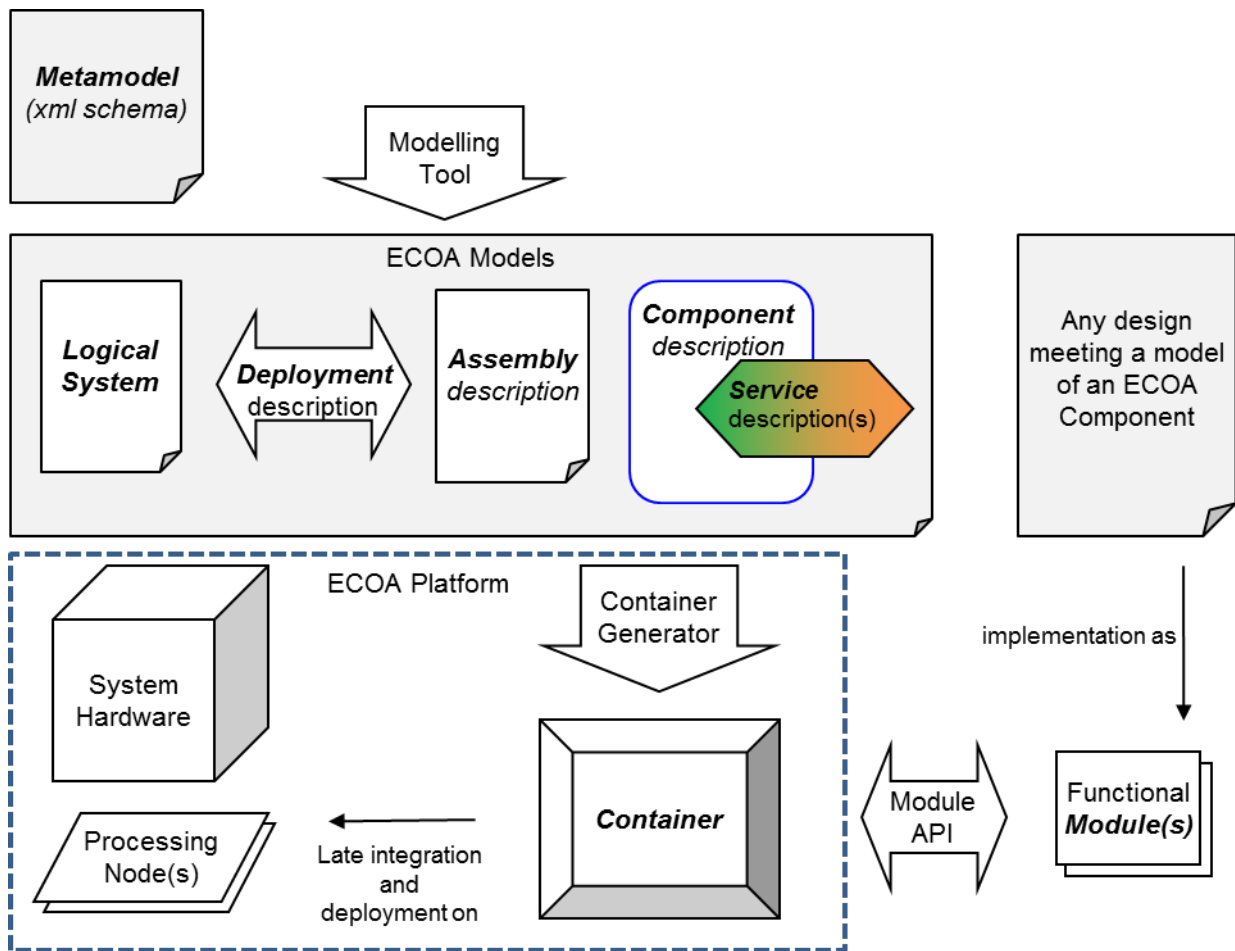 Metamodel
(xml schema)
Modelling
Tool
ECOA Models
Logical
System
Deployment
description
Assembly
description
Component
description
Service
description(s)
Any design
meeting a model
of an ECOA
Component
ECOA Platform
System
Hardware
Container
Generator
implementation as
Container
Module
API
Functional
Module(s)
Processing
Node(s)
Late integration
and
deployment on